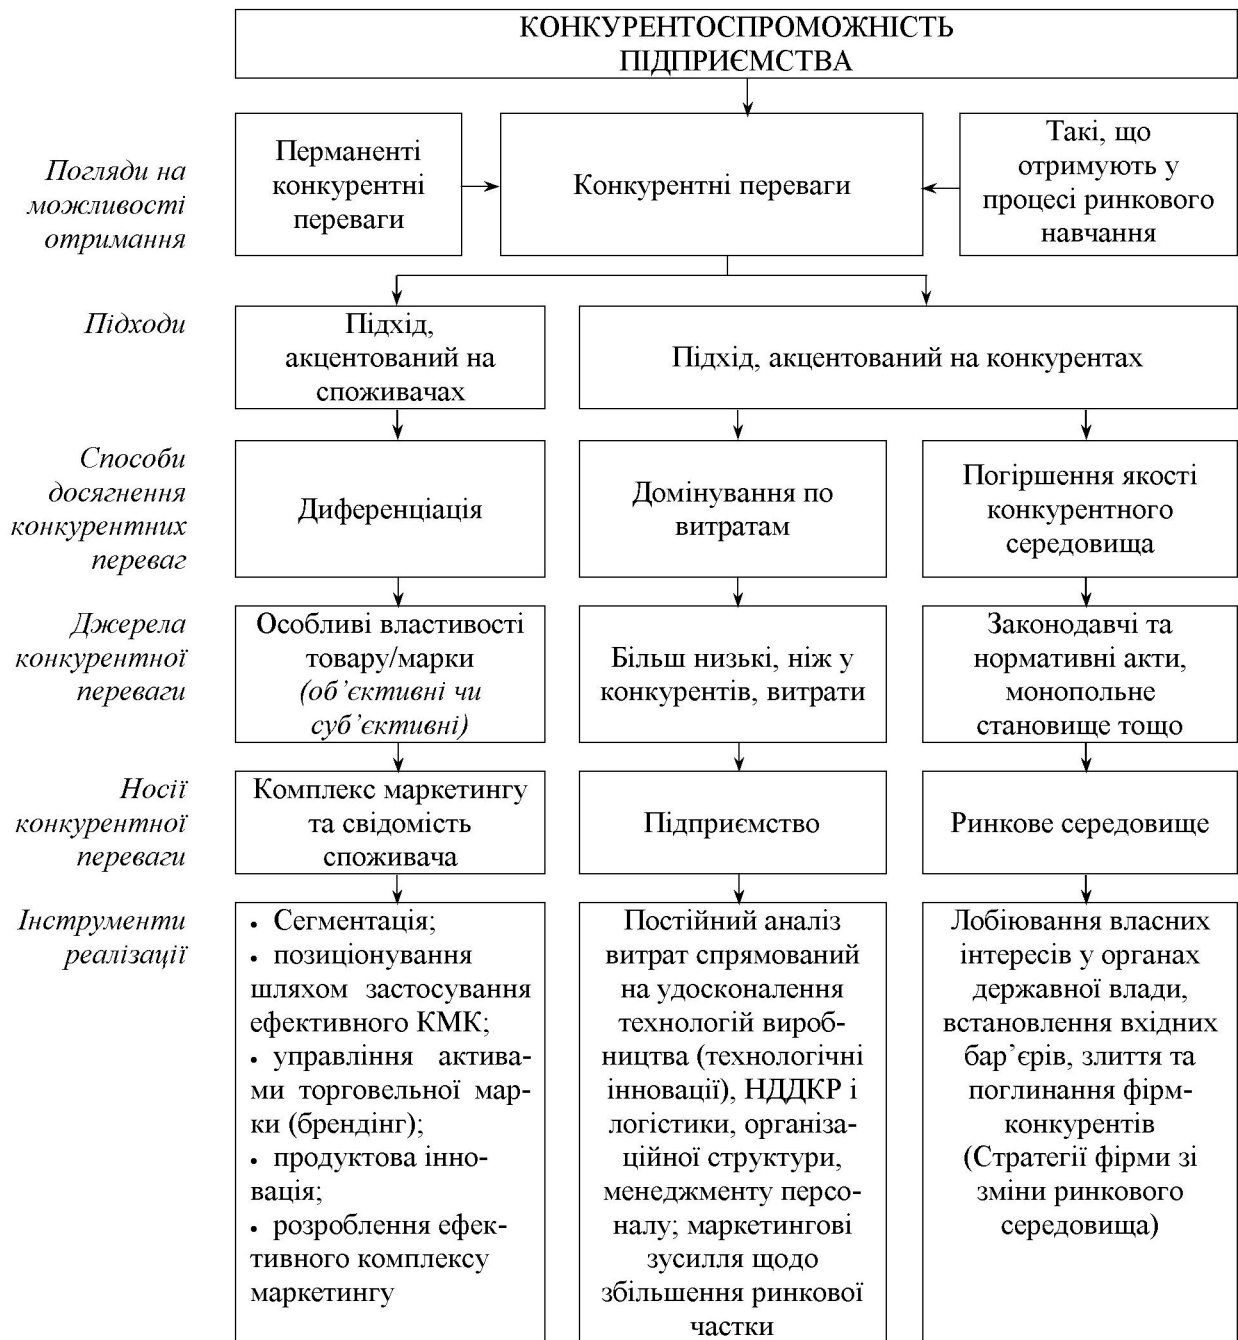 КОНКУРЕНТОСПРОМОЖНІСТЬ
ПІДПРИЄМСТВА
Погляди на
можливості
отримання
Перманенті
конкурентні
переваги
Конкурентні переваги
Такі, що
отримують у
процесі ринкового
навчання
Підходи
Підхід,
акцентований на
споживачах
Підхід, акцентований на конкурентах
Способи
досягнення
конкурентних
переваг
Диференціація
Домінування по
витратам
Погіршення якості
конкурентного
середовища
Джерела
конкурентної
переваги
Особливі властивості
товару/марки
(об’єктивні чи
суб’єктивні)
Більш низькі, ніж у
конкурентів, витрати
Законодавчі та
нормативні акти,
монопольне
становище тощо
Носії
конкурентної
переваги
Комплекс маркетингу
та свідомість
споживача
Підприємство
Ринкове середовище
Інструменти
реалізації
• Сегментація;
• позиціонування
шляхом застосування
ефективного КМК;
• управління актива-
ми торговельної мар-
ки (брендінг);
• продуктова інно-
вація;
• розроблення ефек-
тивного комплексу
маркетингу
Постійний аналіз
витрат спрямований
на удосконалення
технологій вироб-
ництва (технологічні
інновації), НДДКР і
логістики, організа-
ційної структури,
менеджменту персо-
налу; маркетингові
зусилля щодо
збільшення ринкової
частки
Лобіювання власних
інтересів у органах
державної влади,
встановлення вхідних
бар’єрів, злиття та
поглинання фірм-
конкурентів
(Стратегії фірми зі
зміни ринкового
середовища)